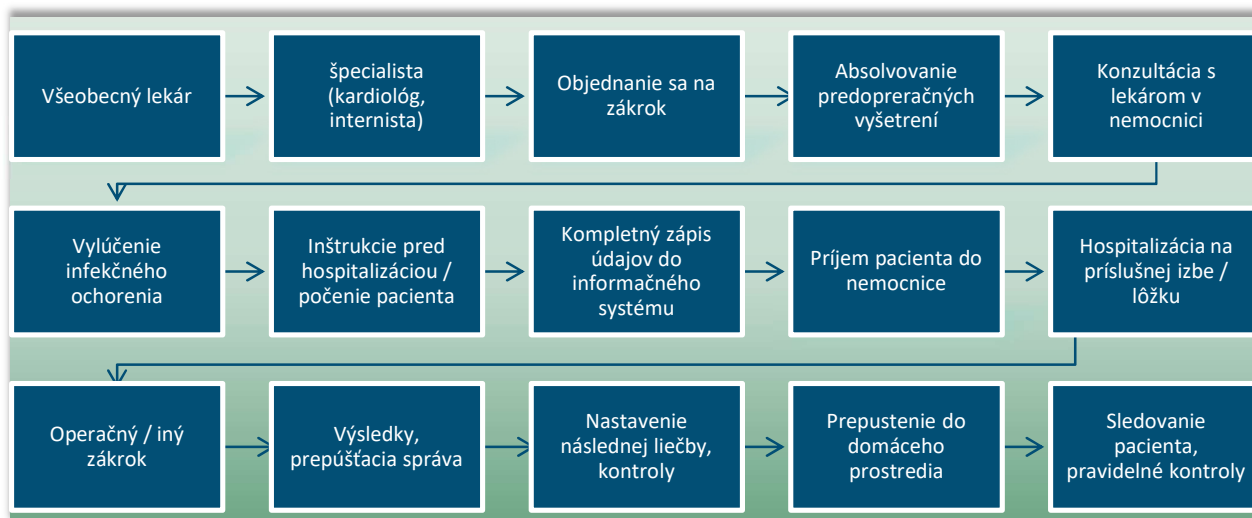 Všeobecný lekár
špecialista
(kardiológ,
internista)
Objednanie sa na
zákrok
Absolvovanie
predopreračných
vyšetrení
Konzultácia s
lekárom v
nemocnici
Vylúčenie
infekčného
ochorenia
Inštrukcie pred
hospitalizáciou /
počenie pacienta
Kompletný zápis
údajov do
informačného
systému
Príjem pacienta do
nemocnice
Hospitalizácia na
príslušnej izbe /
lôžku
Operačný / iný
zákrok
Výsledky,
prepúšťacia správa
Nastavenie
následnej liečby,
kontroly
Prepustenie do
domáceho
prostredia
Sledovanie
pacienta,
pravidelné kontroly